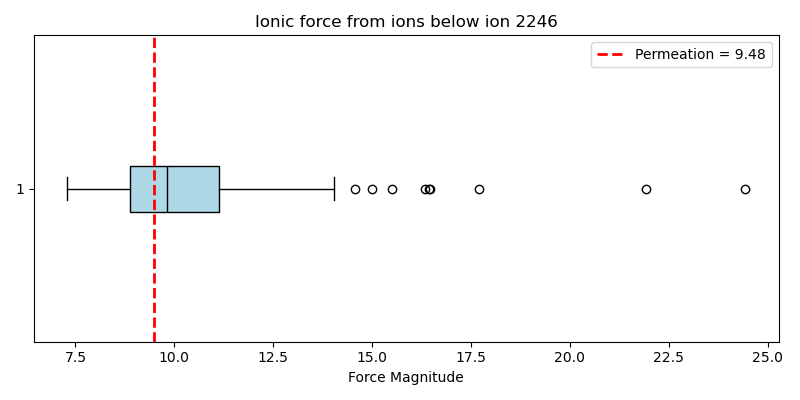 Ionic force from ions below ion 2246
Permeation = 9.48
1
7.5 10.0 12.5 15.0 17.5 20.0 22.5 25.0
Force Magnitude